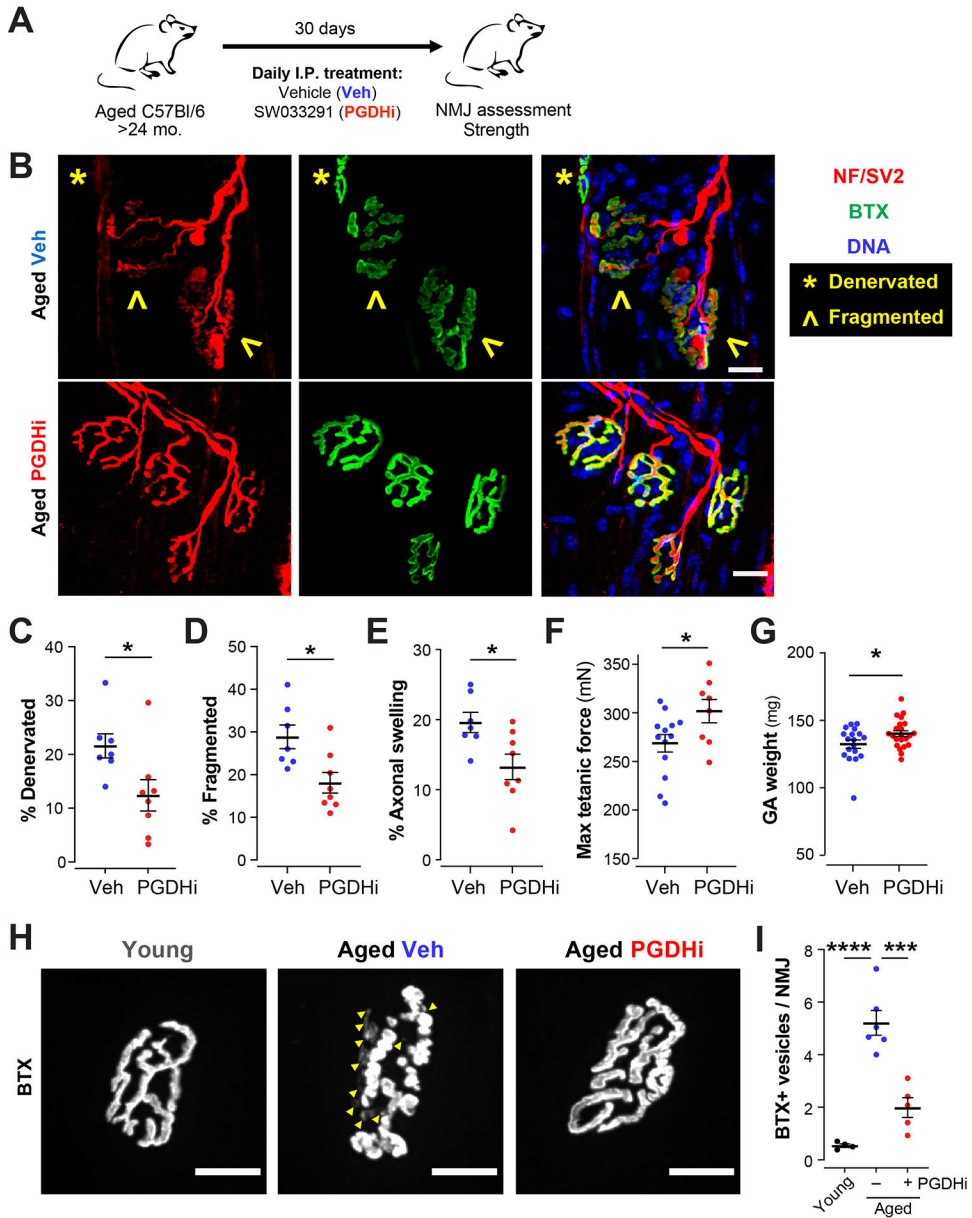 A
30 days
Daily I.P. treatment:
Vehicle (Veh)
SW033291 (PGDHi)
Aged C57Bl/6
>24 mo.
NMJ assessment
Strength
B
Aged Veh
Aged PGDHi
*
^
^
*
^
^
*
^
^
NF/SV2
BTX
DNA
* Denervated
^ Fragmented
C
% Denervated
40
30
20
10
0
*
Veh
PGDHi
D
% Fragmented
50
40
30
20
10
0
*
Veh
PGDHi
E
% Axonal swelling
30
20
10
0
*
Veh
PGDHi
F
Max tetanic force (mN)
350
300
250
200
150
*
Veh
PGDHi
G
GA weight (mg)
200
150
100
50
*
Veh
PGDHi
H
Young
Aged Veh
Aged PGDHi
BTX
I
BTX+ vesicles / NMJ
8
6
4
2
0
****
***
Young
–
+ PGDHi
Aged